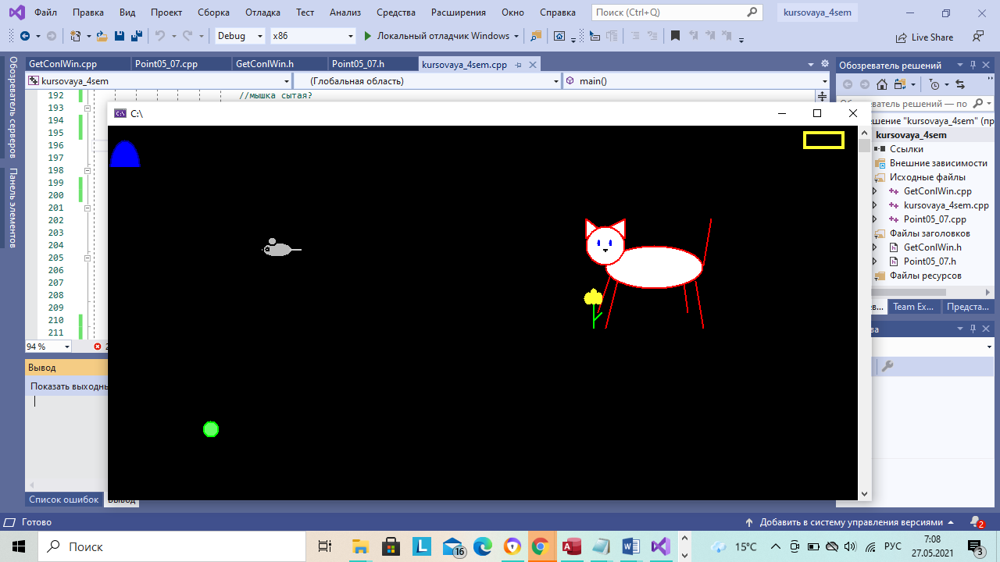 Файл Правка Вид Проект Сборка Отладка Тест Анализ Средства Расширения Окно Справка Поиск (Ctrl+Q) kursovaya_4sem
Debug x86 Локальный отладчик Windows Live Share
GetConlWin.cpp Point05_07.cpp GetConlWin.h Point05_07.h kursovaya_4sem.cpp
kursovaya_4sem (Глобальная область) main()
192 //мышка сытая?
193
194
195
196
197
198
199
200
201
202
203
204
205
206
207
208
209
210
211
94 %
Обозреватель серверов
Панель элементов
C:\
Обозреватель решений
Обозреватель решений — по
ешение "kursovaya_4sem" (пр
kursovaya_4sem
Ссылки
Внешние зависимости
Исходные файлы
GetConlWin.cpp
kursovaya_4sem.cpp
Point05_07.cpp
Файлы заголовков
GetConlWin.h
Point05_07.h
Файлы ресурсов
Team Ex... Предста...
Вывод
Показать выходны
Список ошибок Вывод
Готово Добавить в систему управления версиями 2
Поиск 16 15°C РУС 7:08
27.05.2021 3